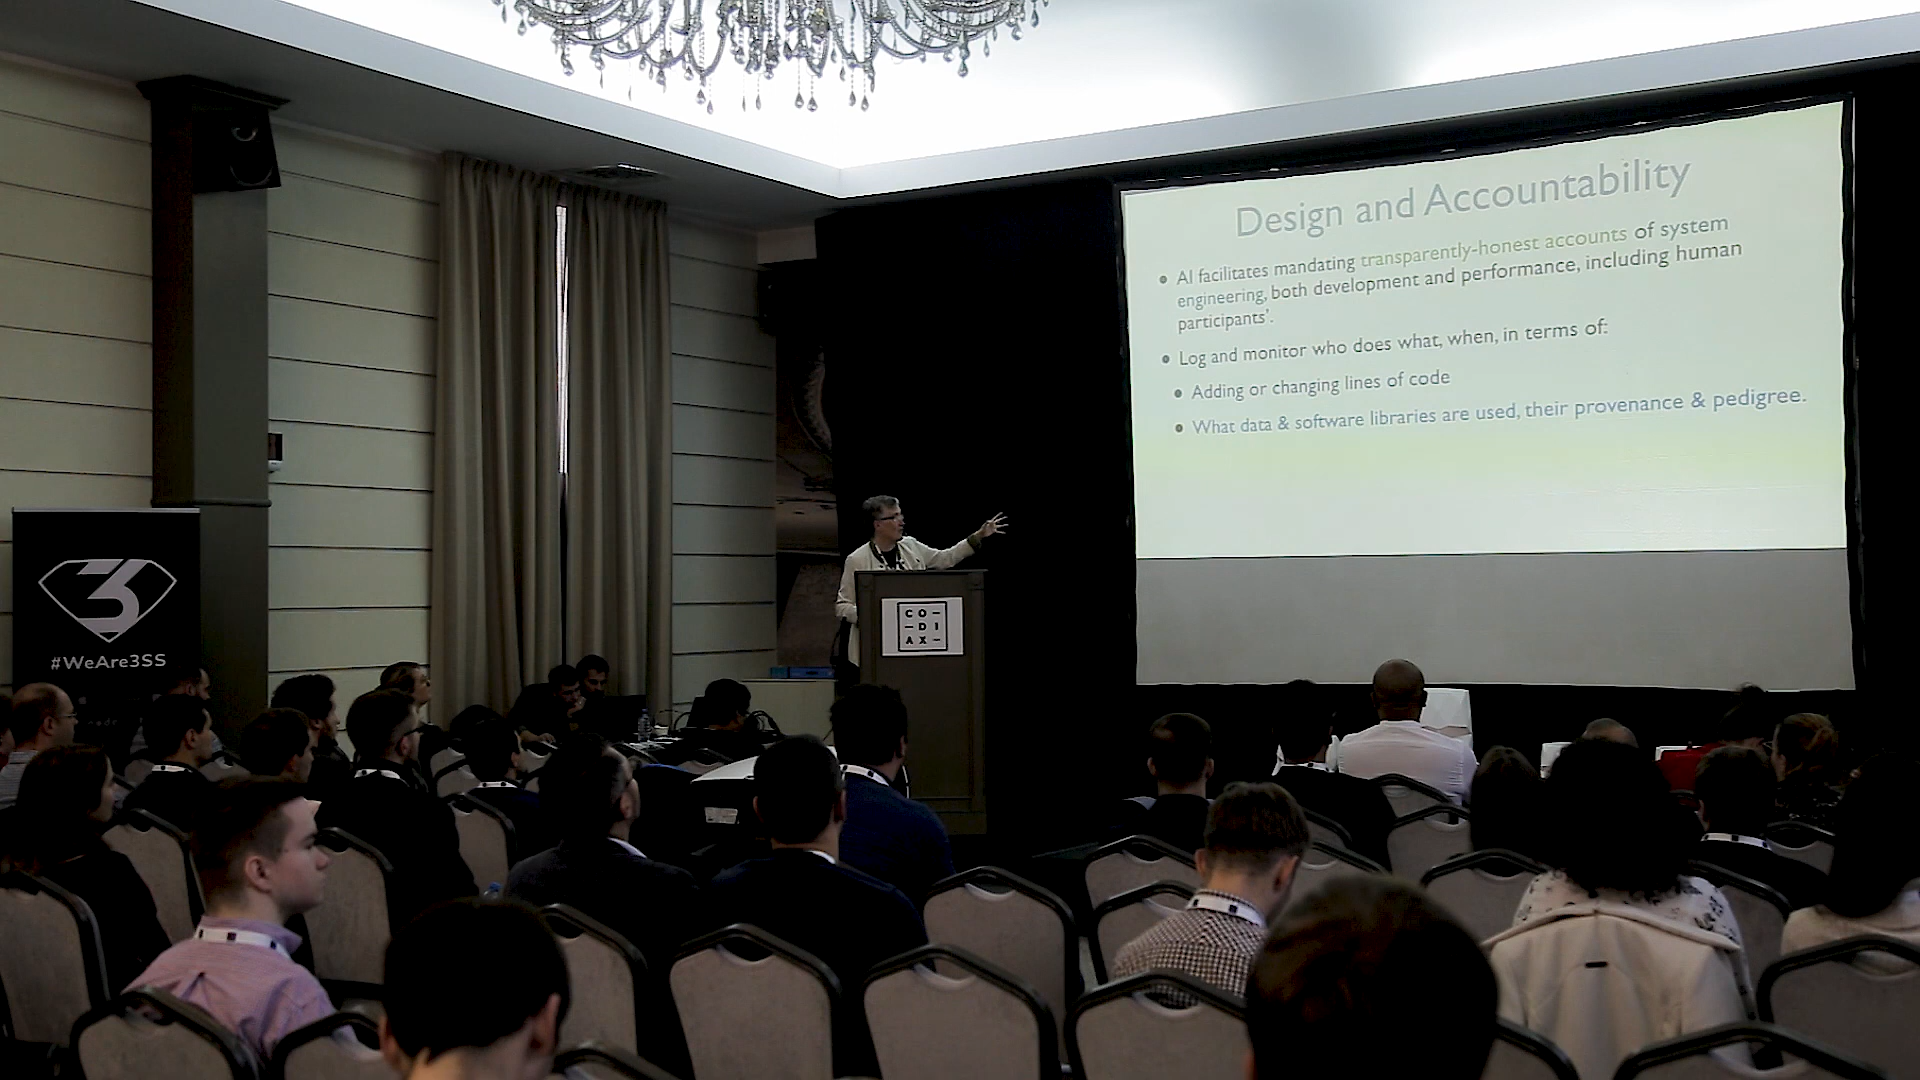 Design and Accountability
AI facilitates mandating transparently-honest accounts of system
engineering, both development and performance, including human
participants'.
Log and monitor who does what, when, in terms of:
Adding or changing lines of code
What data & software libraries are used, their provenance & pedigree.
CO—
—DI
AX—
3
#WeAre3SS